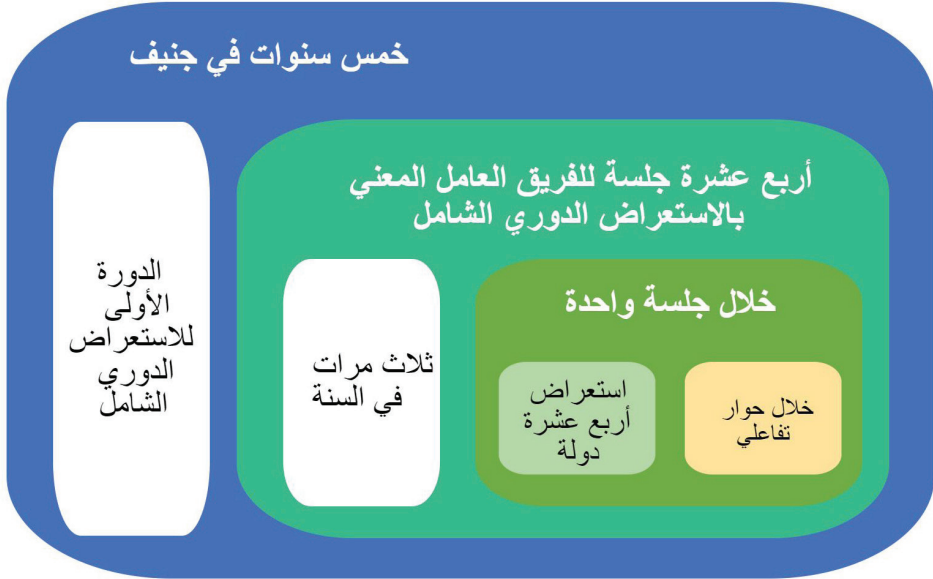 خمس سنوات في جنيف
أربع عشرة جلسة للفريق العامل المعني
بالاستعراض الدوري الشامل
خلال جلسة واحدة
خلال حوار
تفاعلي
استعراض
أربع عشرة
دولة
ثلاث مرات
في السنة
الدورة
الأولى
للاستعراض
الدوري
الشامل